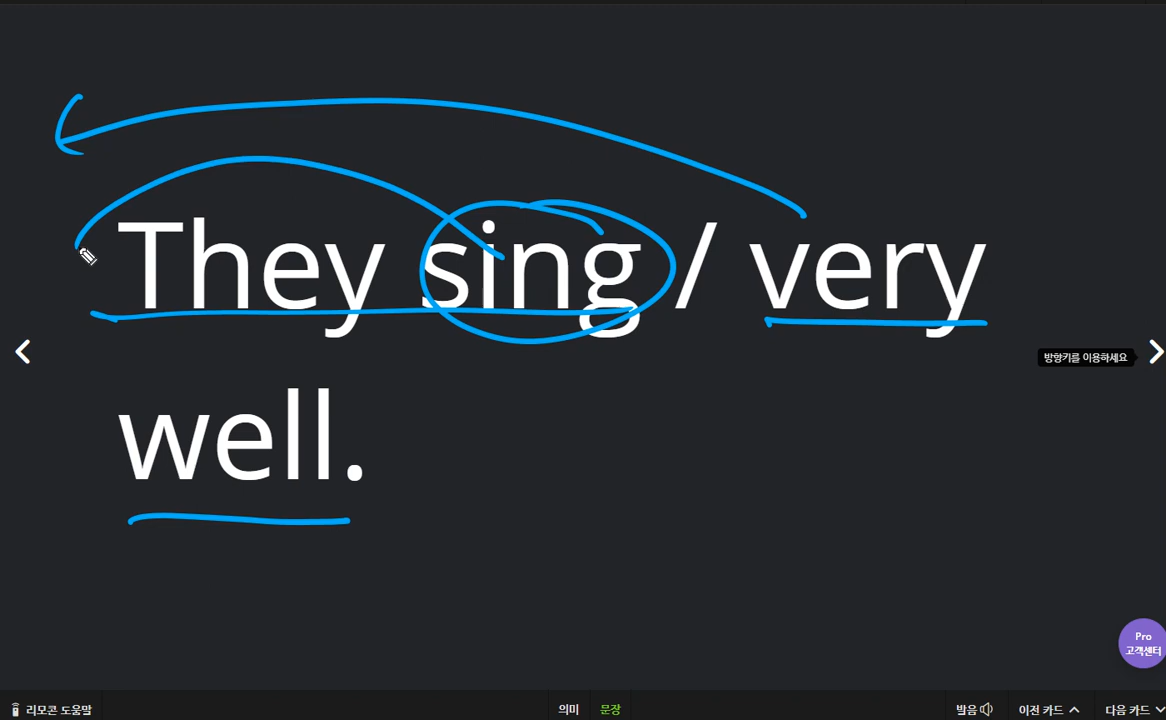 They sing / very
방향키를 이용하세요
well.
Pro
고객센터
리모콘 도움말 의미 문장 발음 이전 카드 다음 카드